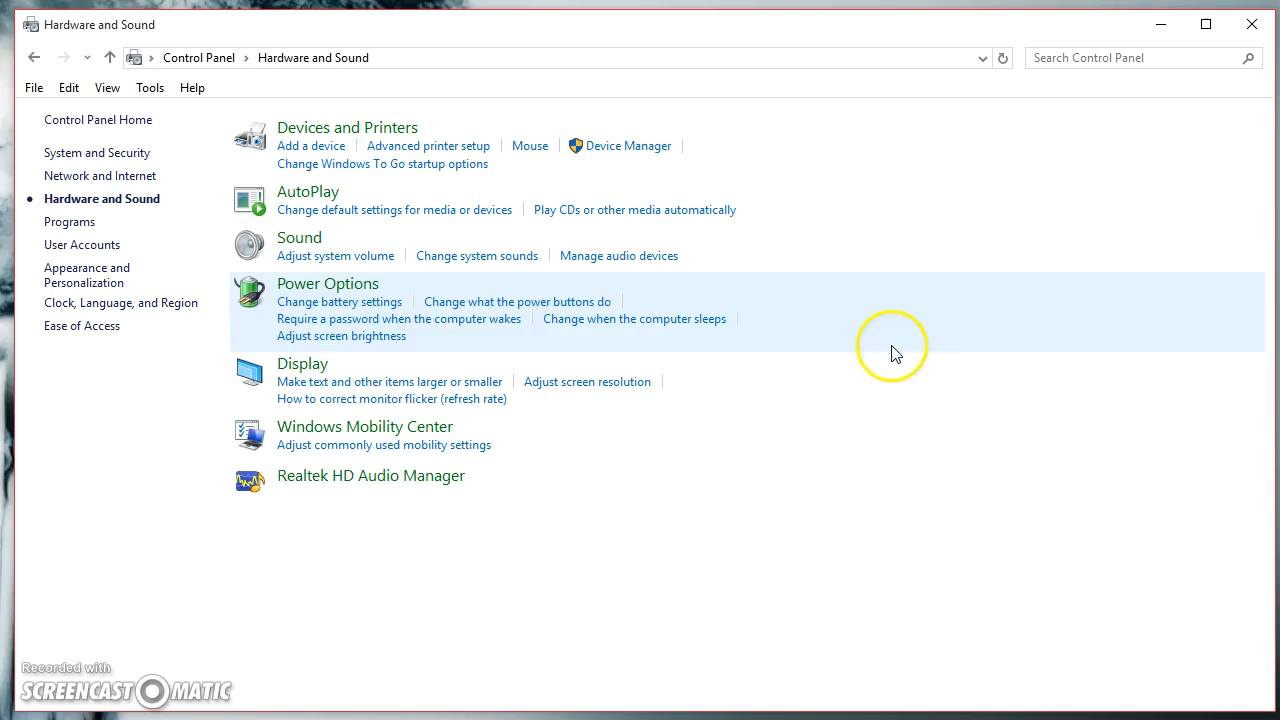 Hardware and Sound
Control Panel Hardware and Sound
Search Control Panel
File Edit View Tools Help
Control Panel Home
System and Security
Network and Internet
Hardware and Sound
Programs
User Accounts
Appearance and
Personalization
Clock, Language, and Region
Ease of Access
Devices and Printers
Add a device Advanced printer setup Mouse Device Manager
Change Windows To Go startup options
AutoPlay
Change default settings for media or devices Play CDs or other media automatically
Sound
Adjust system volume Change system sounds Manage audio devices
Power Options
Change battery settings Change what the power buttons do
Require a password when the computer wakes Change when the computer sleeps
Adjust screen brightness
Display
Make text and other items larger or smaller Adjust screen resolution
How to correct monitor flicker (refresh rate)
Windows Mobility Center
Adjust commonly used mobility settings
Realtek HD Audio Manager
Recorded with
SCREENCAST-O-MATIC